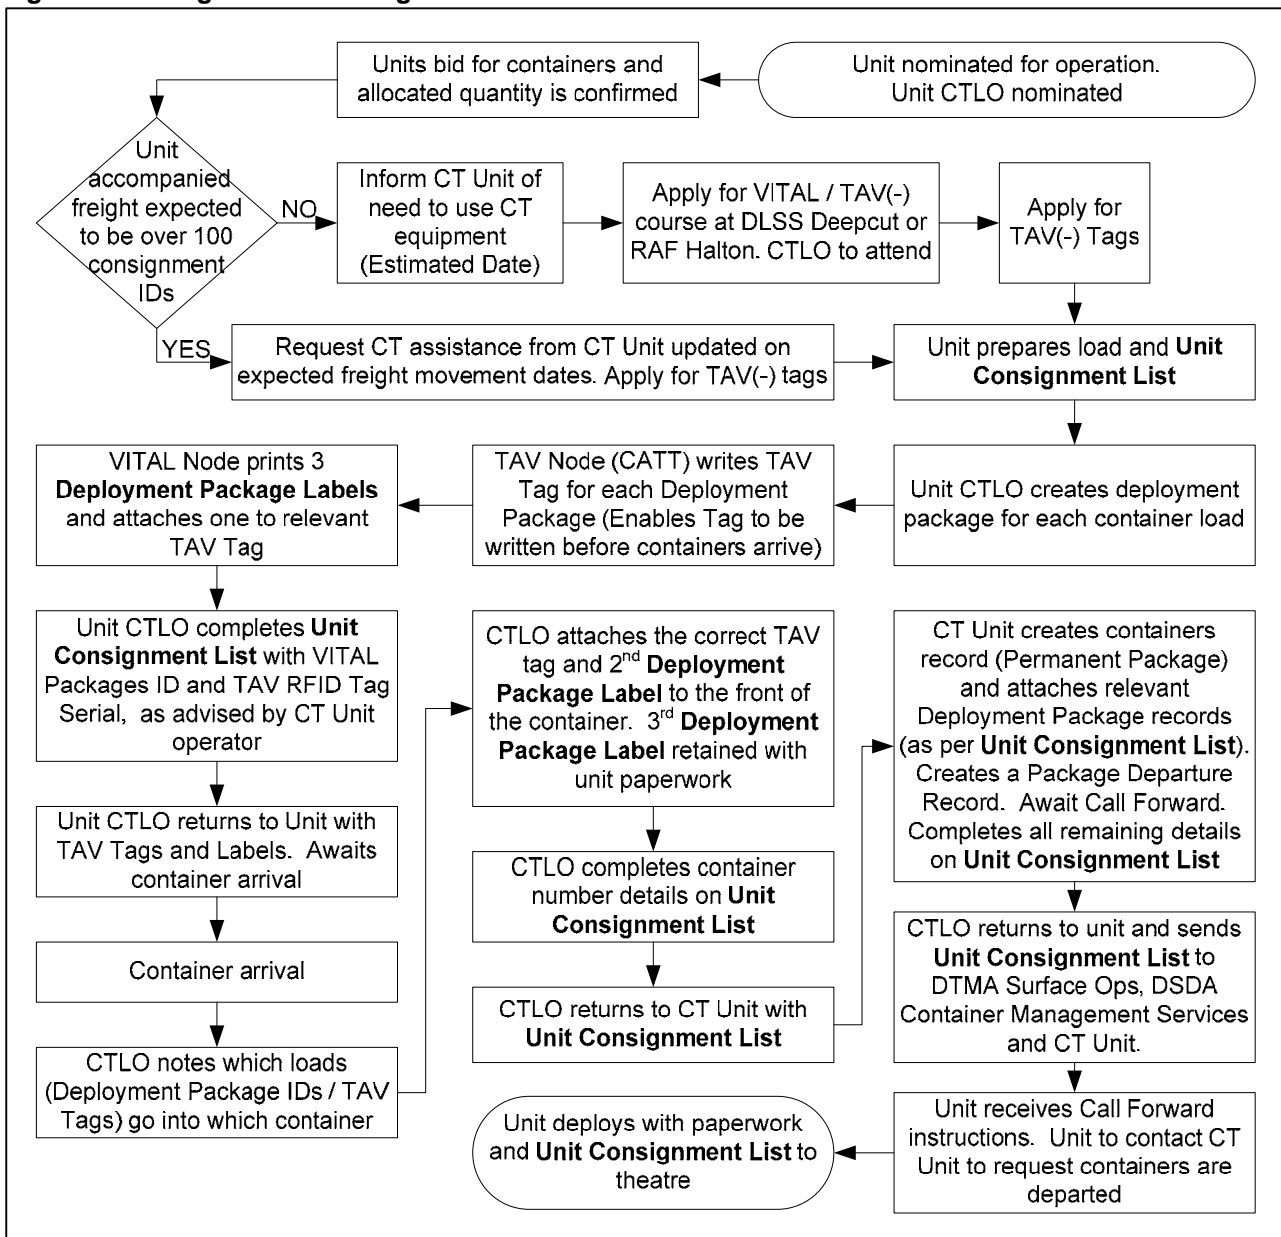 Unit nominated for operation.
Unit CTLO nominated
Units bid for containers and
allocated quantity is confirmed
Unit
accompanied
freight expected
to be over 100
consignment
IDs
NO
Inform CT Unit of
need to use CT
equipment
(Estimated Date)
Apply for VITAL / TAV(-)
course at DLSS Deepcut or
RAF Halton. CTLO to attend
Apply for
TAV(-) Tags
YES
Request CT assistance from CT Unit updated on
expected freight movement dates. Apply for TAV(-) tags
Unit prepares load and Unit
Consignment List
Unit CTLO creates deployment
package for each container load
TAV Node (CATT) writes TAV
Tag for each Deployment
Package (Enables Tag to be
written before containers arrive)
VITAL Node prints 3
Deployment Package Labels
and attaches one to relevant
TAV Tag
Unit CTLO completes Unit
Consignment List with VITAL
Packages ID and TAV RFID Tag
Serial, as advised by CT Unit
operator
Unit CTLO returns to Unit with
TAV Tags and Labels. Awaits
container arrival
Container arrival
CTLO notes which loads
(Deployment Package IDs / TAV
Tags) go into which container
CTLO attaches the correct TAV
tag and 2nd Deployment
Package Label to the front of
the container. 3rd Deployment
Package Label retained with
unit paperwork
CTLO completes container
number details on Unit
Consignment List
CTLO returns to CT Unit with
Unit Consignment List
CT Unit creates containers
record (Permanent Package)
and attaches relevant
Deployment Package records
(as per Unit Consignment List).
Creates a Package Departure
Record. Await Call Forward.
Completes all remaining details
on Unit Consignment List
CTLO returns to unit and sends
Unit Consignment List to
DTMA Surface Ops, DSDA
Container Management Services
and CT Unit.
Unit receives Call Forward
instructions. Unit to contact CT
Unit to request containers are
departed
Unit deploys with paperwork
and Unit Consignment List to
theatre